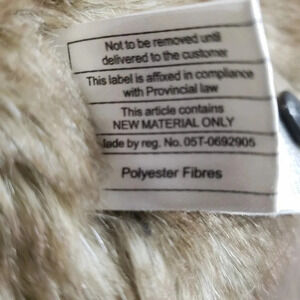 Not to be removed until
delivered to the customer
This label is affixed in compliance
with Provincial law
This article contains
NEW MATERIAL ONLY
ade by reg. No. 05T-0692905
Polyester Fibres